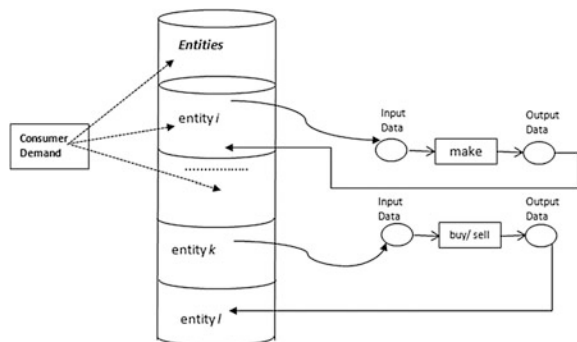 Entities
entity i
Consumer
Demand
Input
Data
make
Output
Data
....................
Input
Data
buy/ sell
Output
Data
entity k
entity l